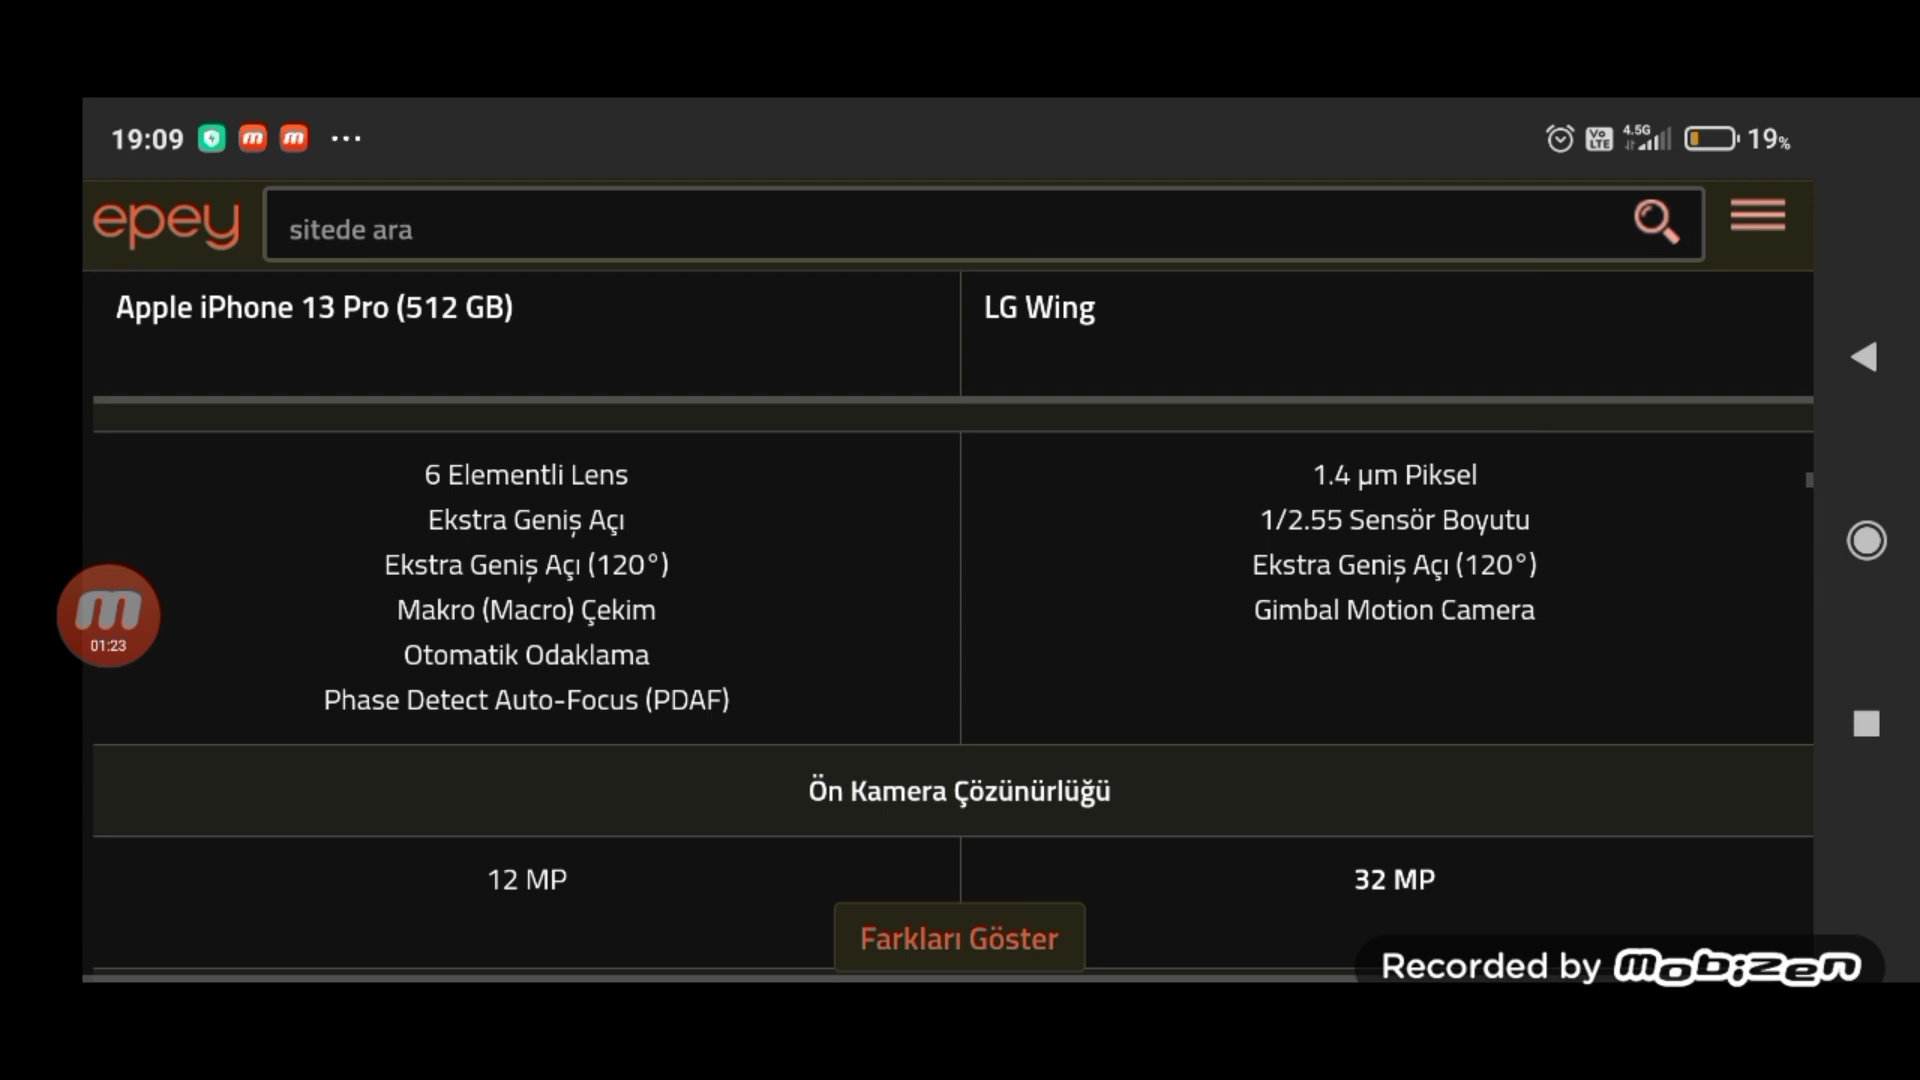 19:09 ... Vo LTE 4.5G 19%
epey sitede ara
Apple iPhone 13 Pro (512 GB)
LG Wing
6 Elementli Lens
Ekstra Geniş Açı
Ekstra Geniş Açı (120°)
Makro (Macro) Çekim
Otomatik Odaklama
Phase Detect Auto-Focus (PDAF)
1.4 µm Piksel
1/2.55 Sensör Boyutu
Ekstra Geniş Açı (120°)
Gimbal Motion Camera
m
01:23
Ön Kamera Çözünürlüğü
12 MP
32 MP
Farkları Göster
Recorded by mobizen